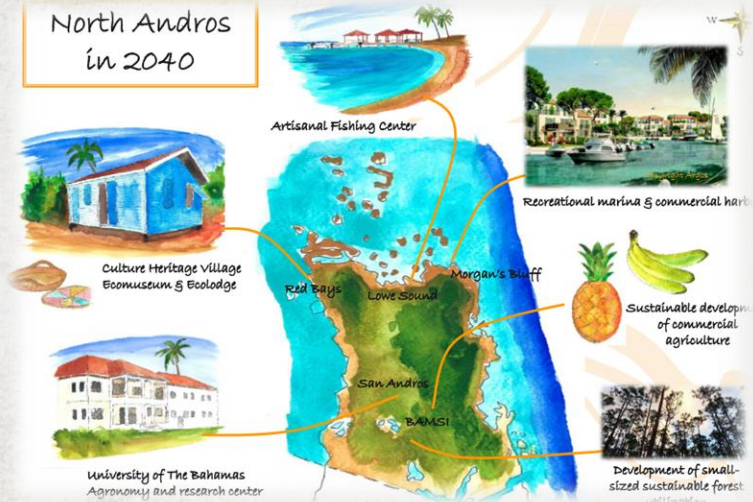 North Andros
in 2040
W
S
Artisanal Fishing Center
Recreational marina & commercial
Culture Heritage Village
Ecomuseum & Ecolodge
Red Bays
Lowe Sound
Morgan's Bluff
Sustainable
of commercial
agriculture
San Andros
BAMSI
University of The Bahamas
Agronomy and research center
Development of small-
sized sustainable forest